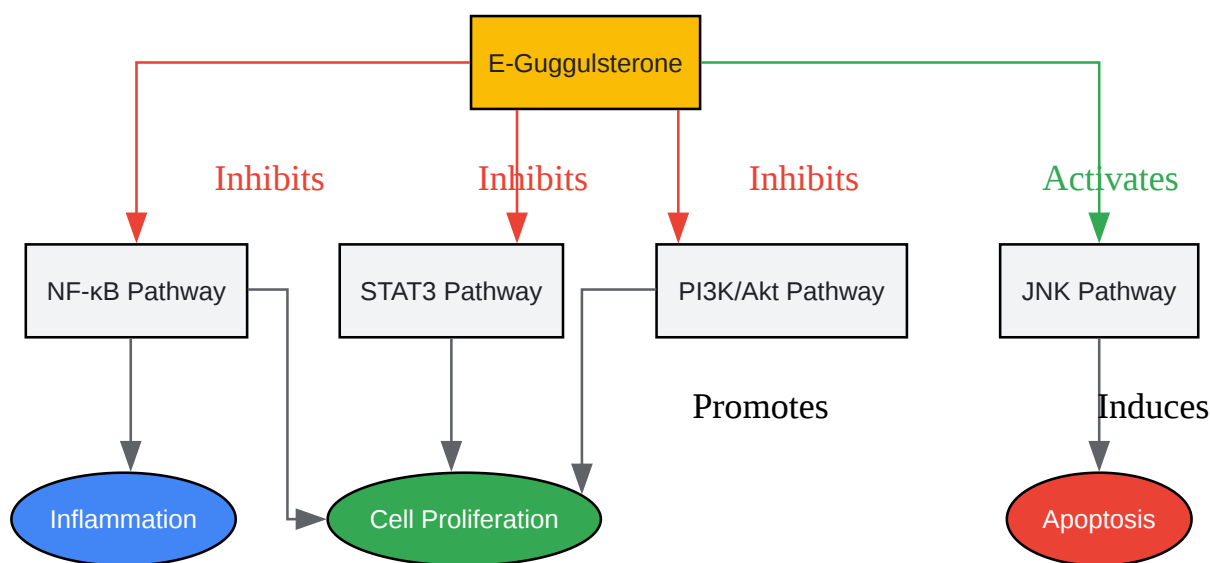 E-Guggulsterone
Inhibits
Inhibits
Inhibits
Activates
NF-κB Pathway
STAT3 Pathway
PI3K/Akt Pathway
JNK Pathway
Promotes
Induces
Inflammation
Cell Proliferation
Apoptosis